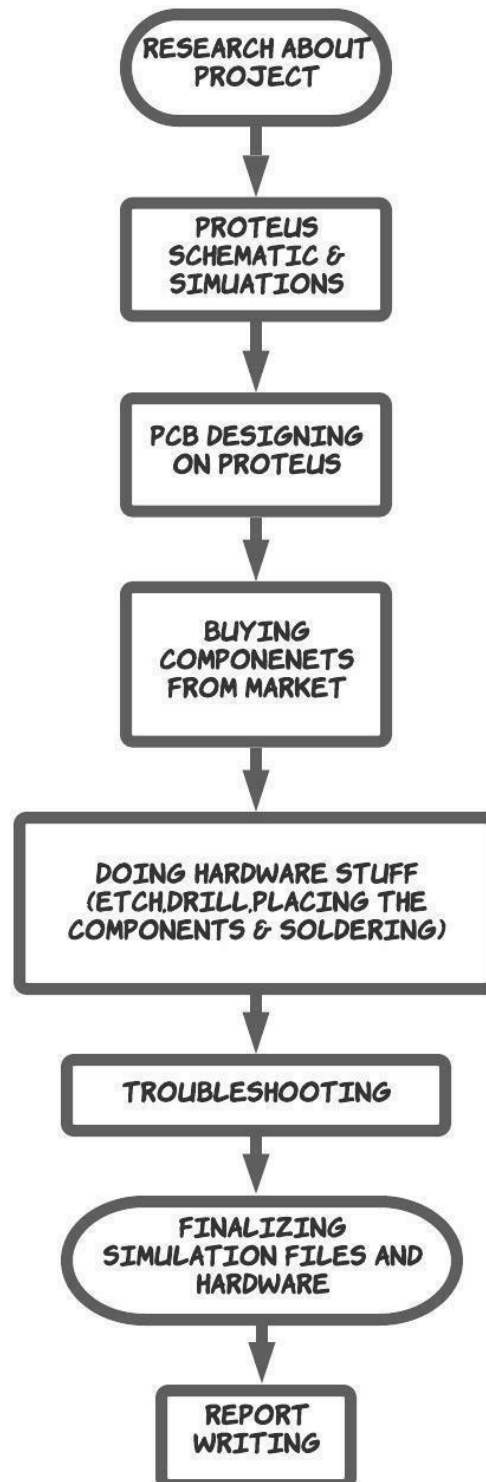 RESEARCH ABOUT
PROJECT
PROTEUS
SCHEMATIC &
SIMUATIONS
PCB DESIGNING
ON PROTEUS
BUYING
COMPONENETS
FROM MARKET
DOING HARDWARE STUFF
(ETCH,DRILL,PLACING THE
COMPONENTS & SOLDERING)
TROUBLESHOOTING
FINALIZING
SIMULATION FILES AND
HARDWARE
REPORT
WRITING